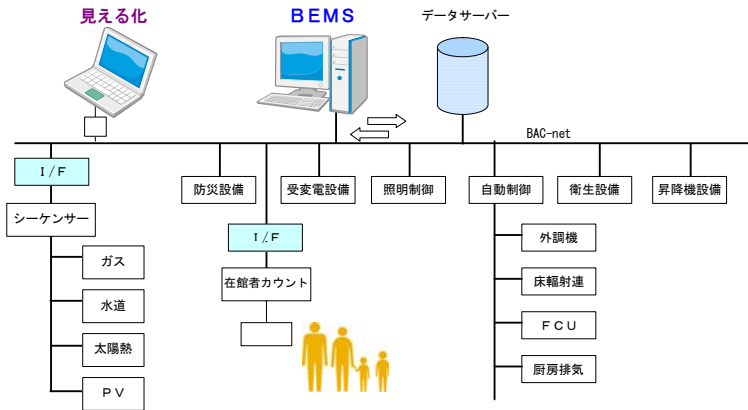 見える化
BEMS
データサーバー
BAC-net
I/F
防災設備
受変電設備
照明制御
自動制御
衛生設備
昇降機設備
シーケンサー
I/F
ガス
在館者カウント
外調機
水道
床輻射連
太陽熱
FCU
PV
厨房排気